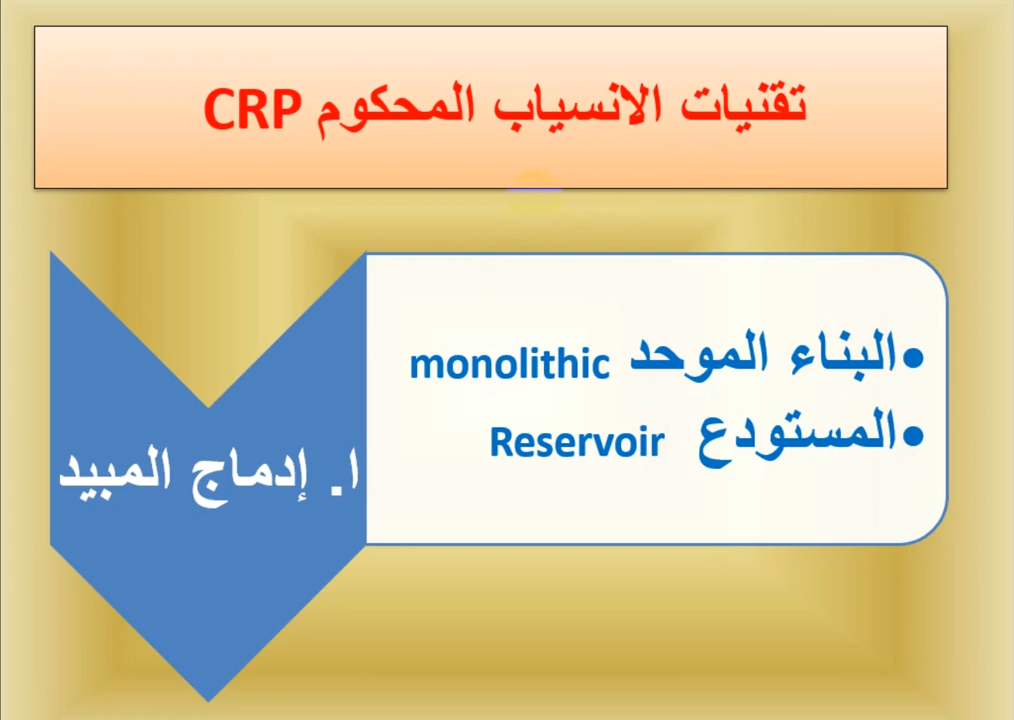 تقنيات الانسياب المحكوم CRP
ا. إدماج المبيد
•البناء الموحد monolithic
•المستودع Reservoir